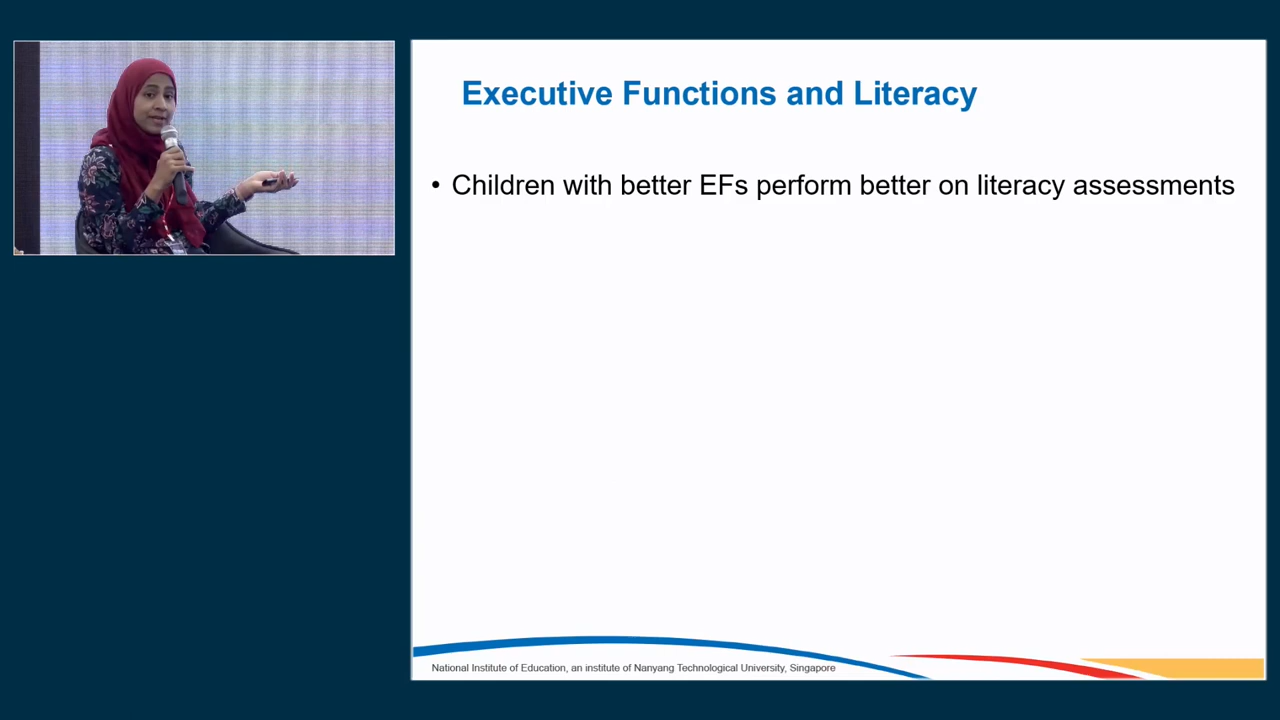 Executive Functions and Literacy
• Children with better EFs perform better on literacy assessments
National Institute of Education, an institute of Nanyang Technological University, Singapore